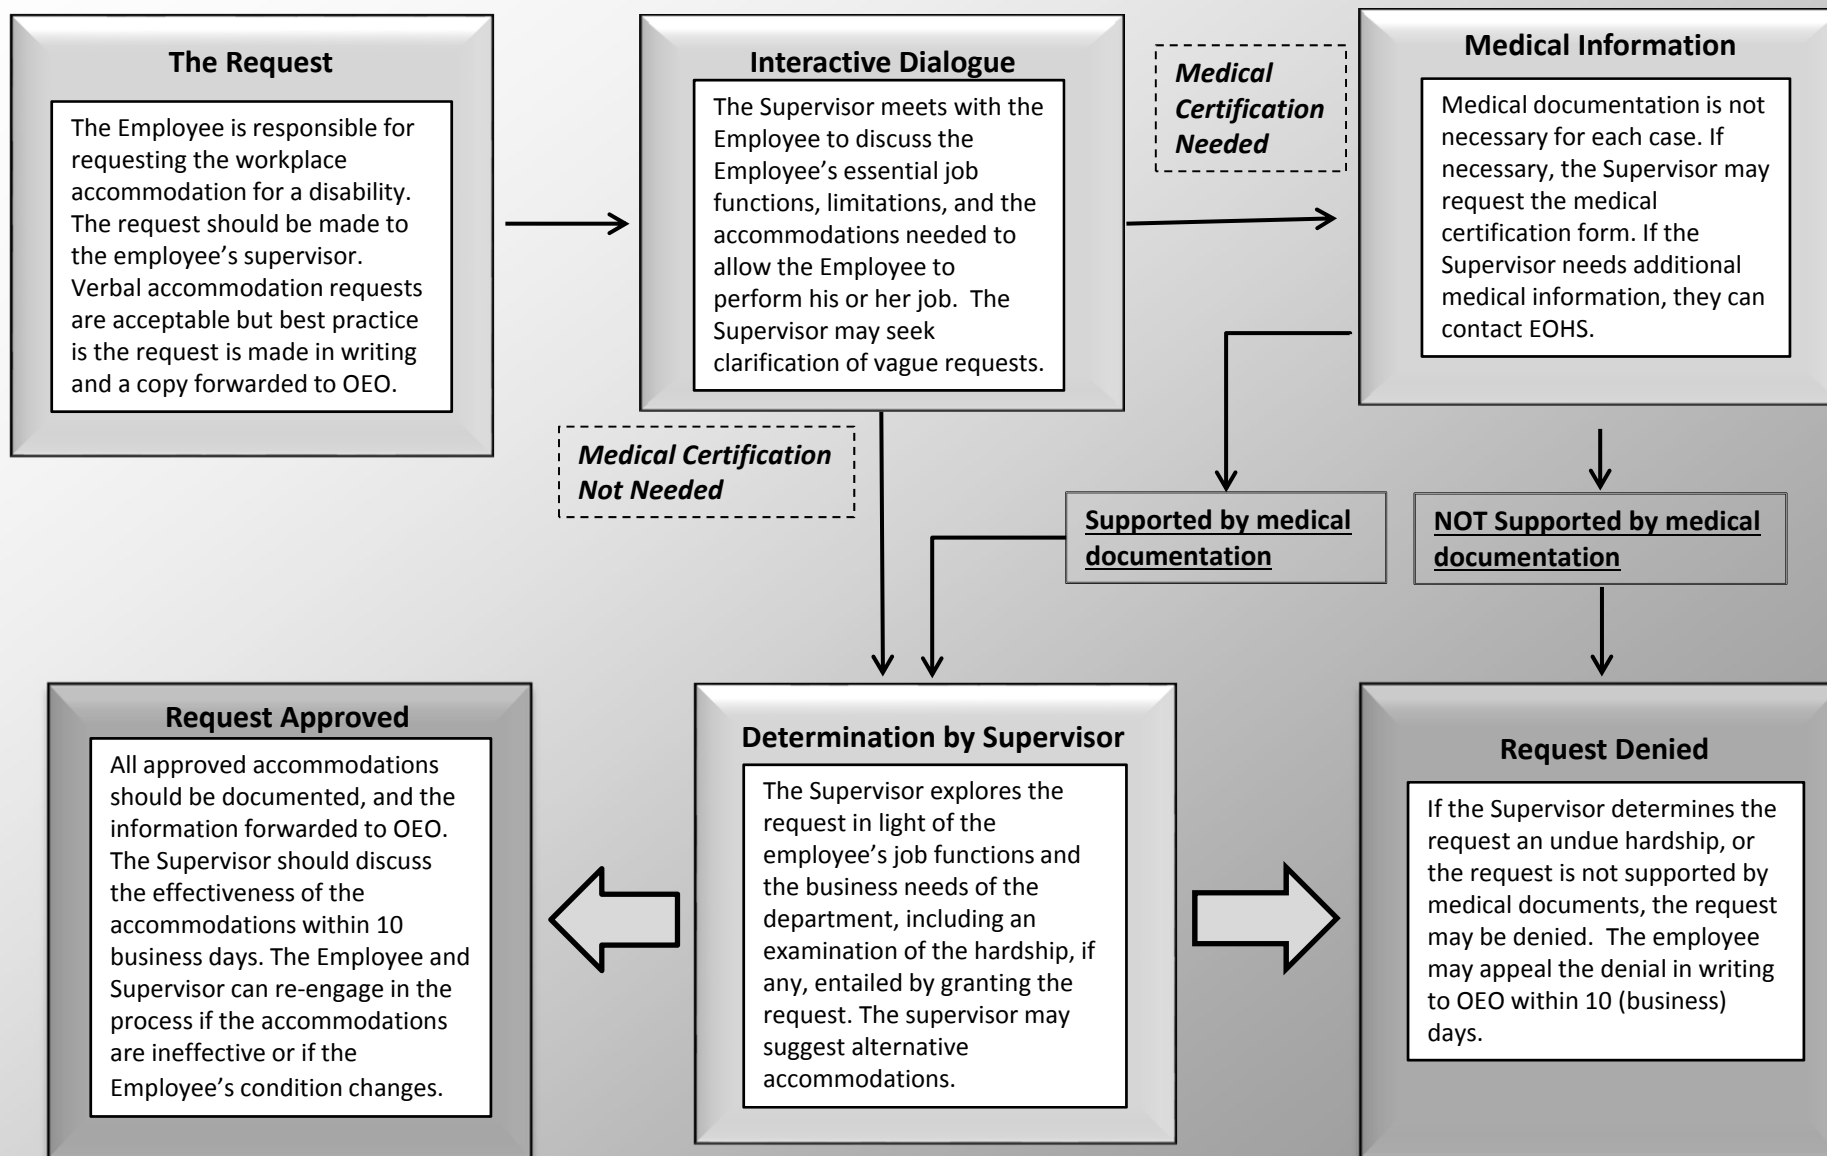 The Request
The Employee is responsible for
requesting the workplace
accommodation for a disability.
The request should be made to
the employee’s supervisor.
Verbal accommodation requests
are acceptable but best practice
is the request is made in writing
and a copy forwarded to OEO.
Interactive Dialogue
The Supervisor meets with the
Employee to discuss the
Employee’s essential job
functions, limitations, and the
accommodations needed to
allow the Employee to
perform his or her job.  The
Supervisor may seek
clarification of vague requests.
Medical
Certification
Needed
Medical Information
Medical documentation is not
necessary for each case. If
necessary, the Supervisor may
request the medical
certification form. If the
Supervisor needs additional
medical information, they can
contact EOHS.
Medical Certification
Not Needed
Supported by medical
documentation
NOT Supported by medical
documentation
Request Approved
All approved accommodations
should be documented, and the
information forwarded to OEO.
The Supervisor should discuss
the effectiveness of the
accommodations within 10
business days. The Employee and
Supervisor can re-engage in the
process if the accommodations
are ineffective or if the
Employee’s condition changes.
Determination by Supervisor
The Supervisor explores the
request in light of the
employee’s job functions and
the business needs of the
department, including an
examination of the hardship, if
any, entailed by granting the
request. The supervisor may
suggest alternative
accommodations.
Request Denied
If the Supervisor determines the
request an undue hardship, or
the request is not supported by
medical documents, the request
may be denied.  The employee
may appeal the denial in writing
to OEO within 10 (business)
days.